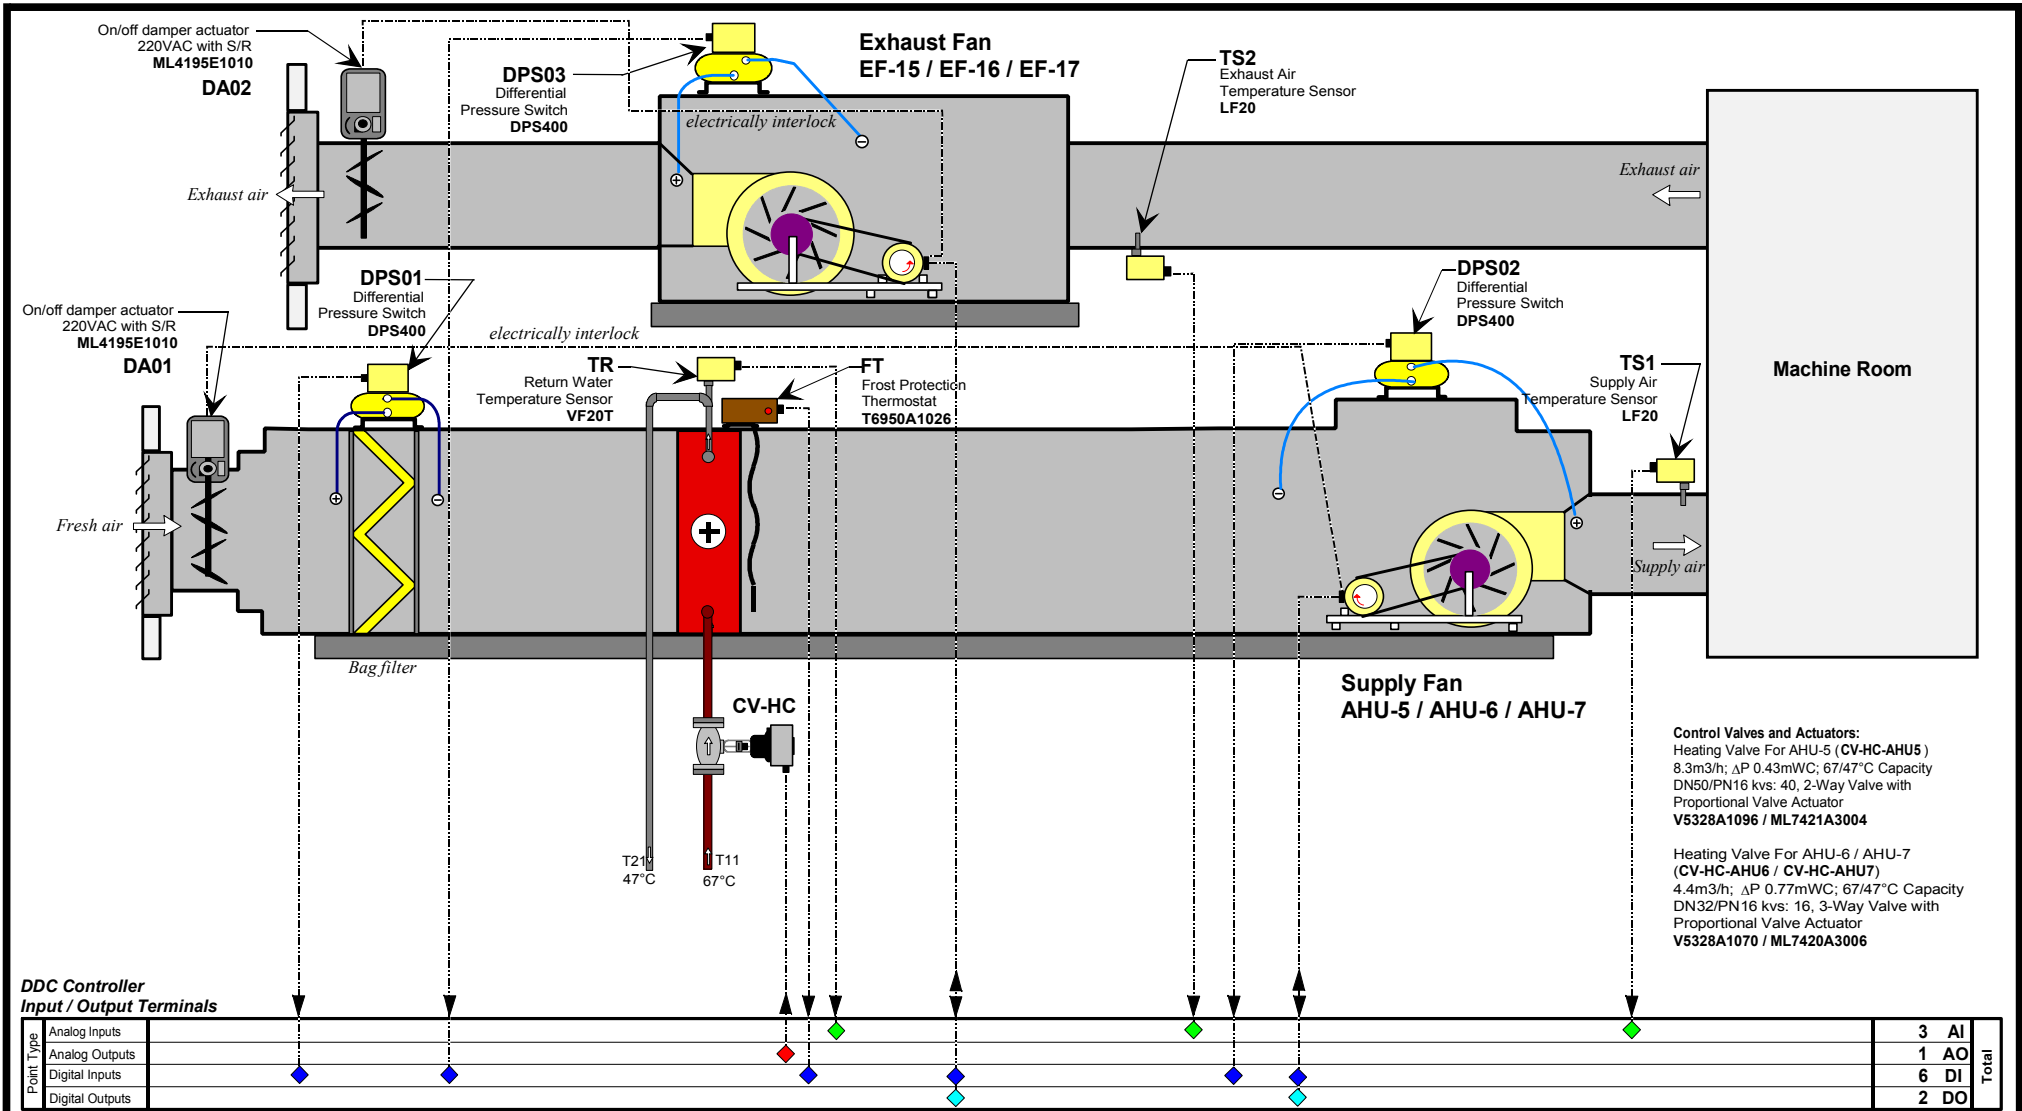 On/off damper actuator
220VAC with S/R
ML4195E1010
DA02
DPS03
Differential
Pressure Switch
DPS400
Exhaust Fan
EF-15 / EF-16 / EF-17
electrically interlock
TS2
Exhaust Air
Temperature Sensor
LF20
Exhaust air
Exhaust air
On/off damper actuator
220VAC with S/R
ML4195E1010
DA01
DPS01
Differential
Pressure Switch
DPS400
electrically interlock
TR
Return Water
Temperature Sensor
VF20T
FT
Frost Protection
Thermostat
T6950A1026
DPS02
Differential
Pressure Switch
DPS400
TS1
Supply Air
Temperature Sensor
LF20
Machine Room
Fresh air
Supply air
Bag filter
CV-HC
T21
47°C
T11
67°C
Supply Fan
AHU-5 / AHU-6 / AHU-7
Control Valves and Actuators:
Heating Valve For AHU-5 (CV-HC-AHU5 )
8.3m3/h; ΔP 0.43mWC; 67/47°C Capacity
DN50/PN16 kvs: 40, 2-Way Valve with
Proportional Valve Actuator
V5328A1096 / ML7421A3004
Heating Valve For AHU-6 / AHU-7
(CV-HC-AHU6 / CV-HC-AHU7)
4.4m3/h; ΔP 0.77mWC; 67/47°C Capacity
DN32/PN16 kvs: 16, 3-Way Valve with
Proportional Valve Actuator
V5328A1070 / ML7420A3006
DDC Controller
Input / Output Terminals
Point Type
Analog Inputs
3 AI
Analog Outputs
1 AO
Digital Inputs
6 DI
Digital Outputs
2 DO
Total